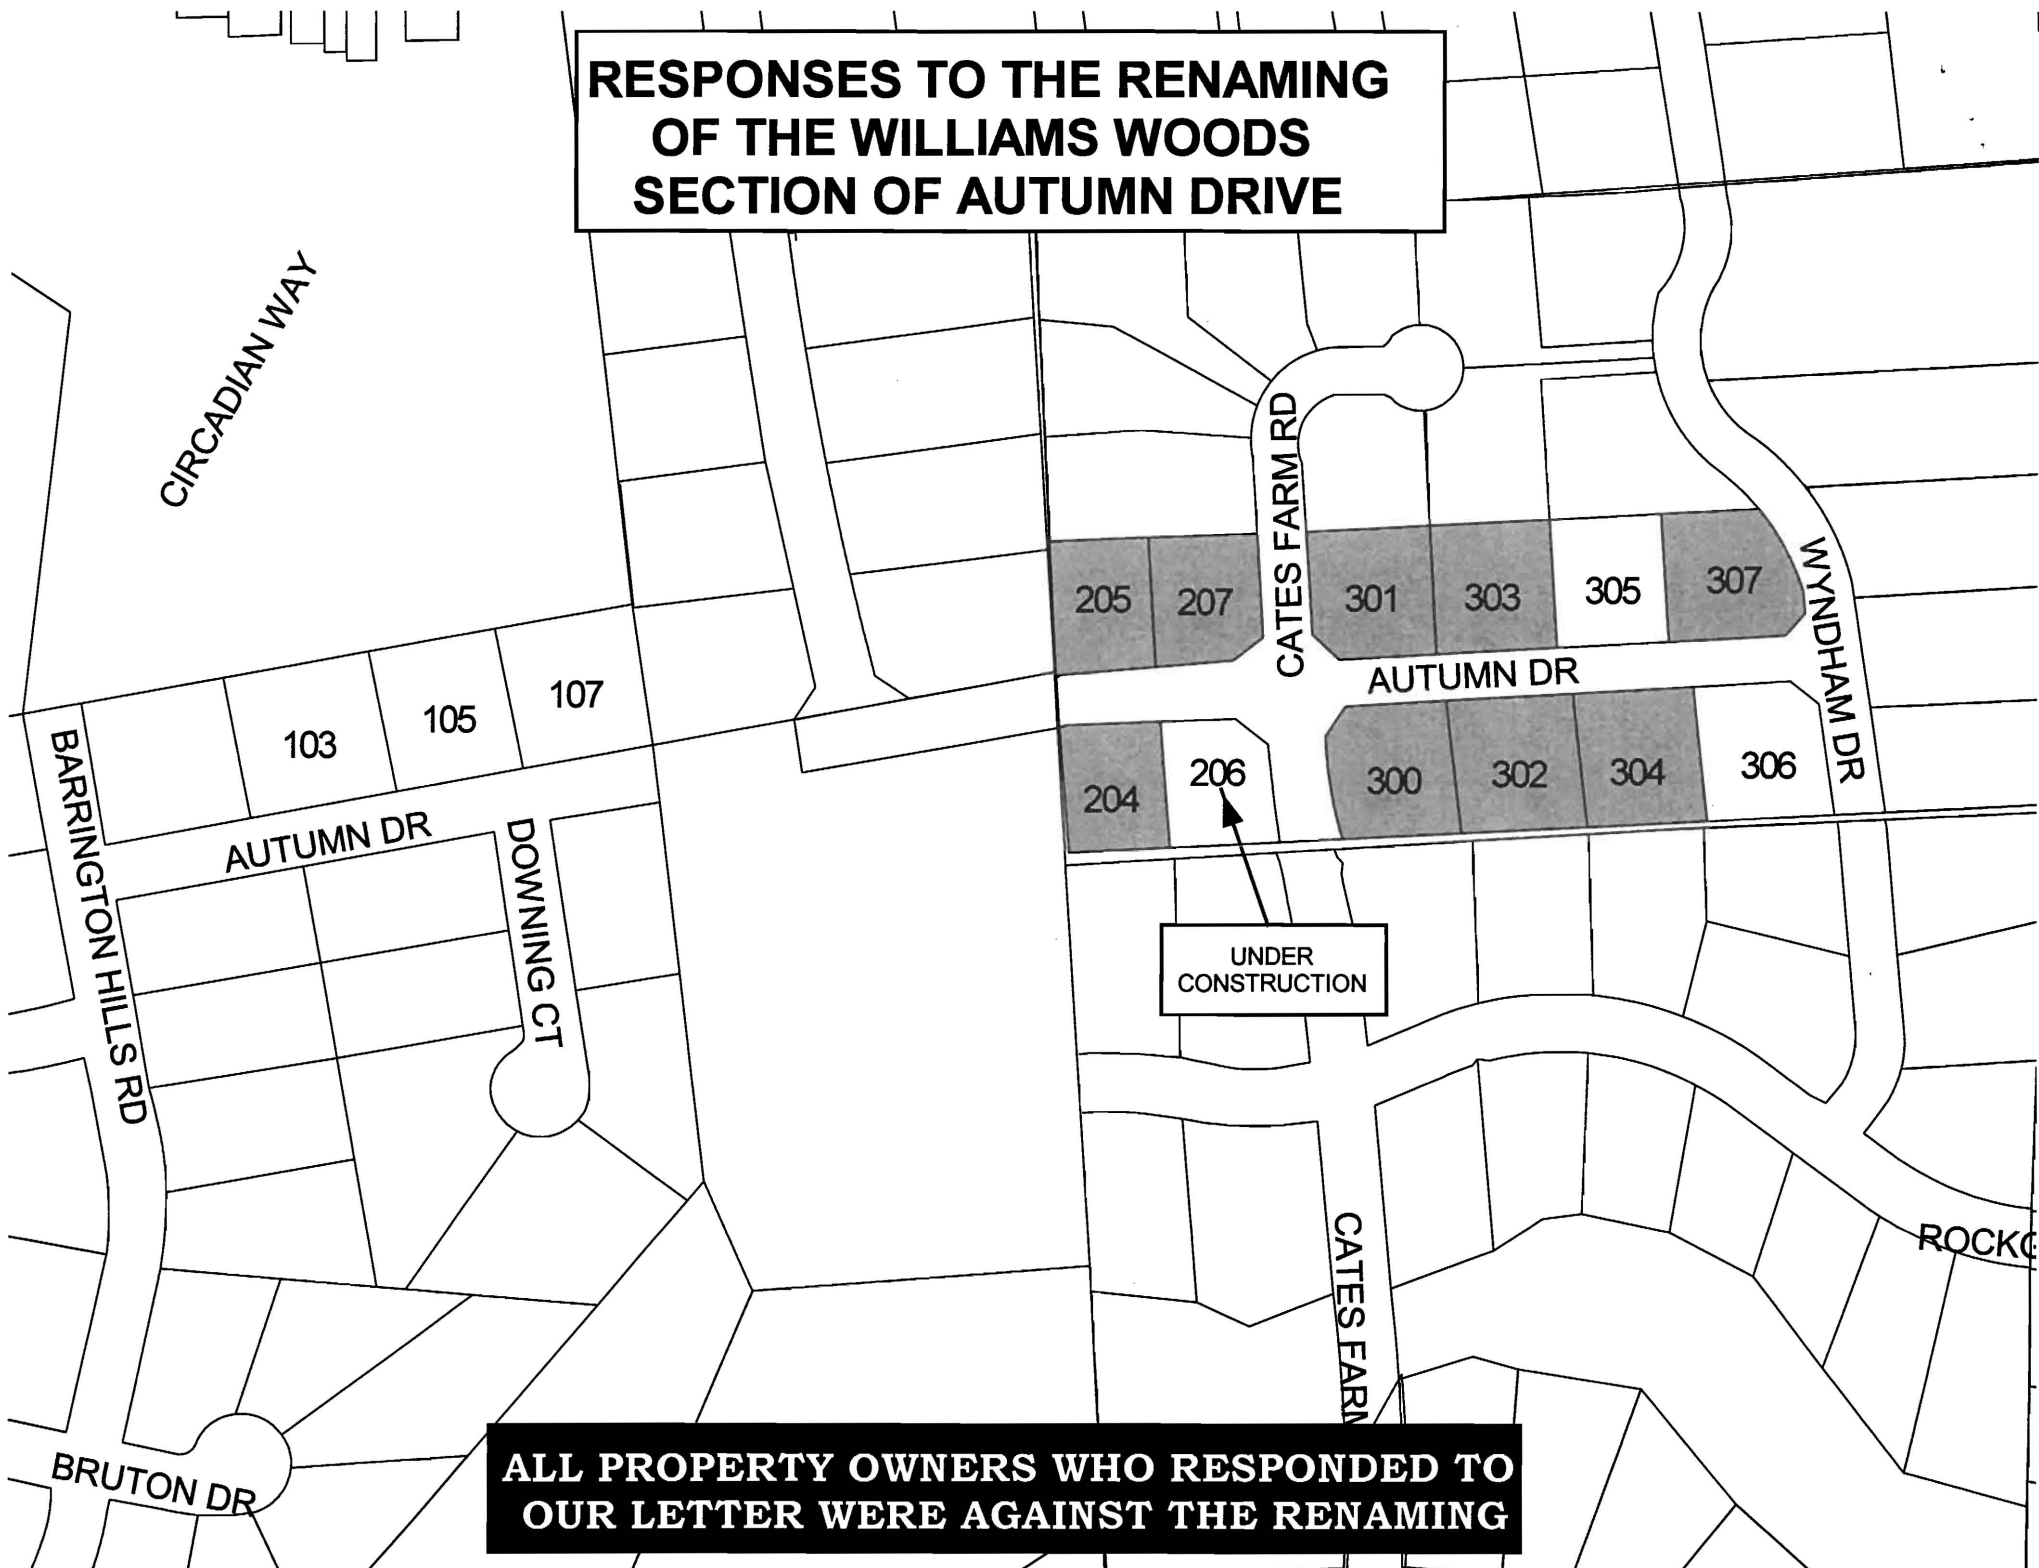 RESPONSES TO THE RENAMING
OF THE WILLIAMS WOODS
SECTION OF AUTUMN DRIVE
CIRCADIAN WAY
CATES FARM RD
205
207
301
303
305
307
WYNDHAM DR
AUTUMN DR
103
105
107
204
206
300
302
304
306
BARRINGTON HILLS RD
AUTUMN DR
DOWNING CT
UNDER
CONSTRUCTION
CATES FARM
ROCKG
BRUTON DR
ALL PROPERTY OWNERS WHO RESPONDED TO
OUR LETTER WERE AGAINST THE RENAMING